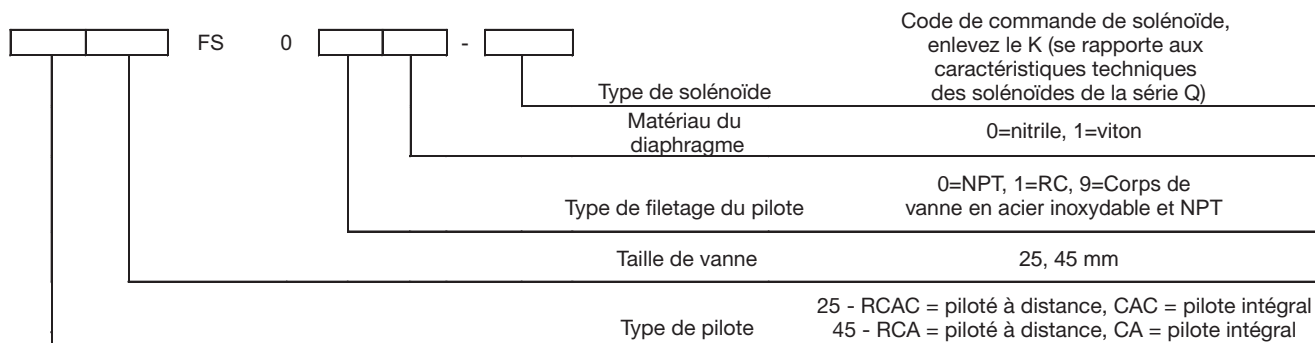 FS 0 -
Code de commande de solénoïde,
enlevez le K (se rapporte aux
caractéristiques techniques
des solénoïdes de la série Q)
Type de solénoïde
Matériau du
diaphragme
0=nitrile, 1=viton
Type de filetage du pilote
0=NPT, 1=RC, 9=Corps de
vanne en acier inoxydable et NPT
Taille de vanne
25, 45 mm
Type de pilote
25 - RCAC = piloté à distance, CAC = pilote intégral
45 - RCA = piloté à distance, CA = pilote intégral